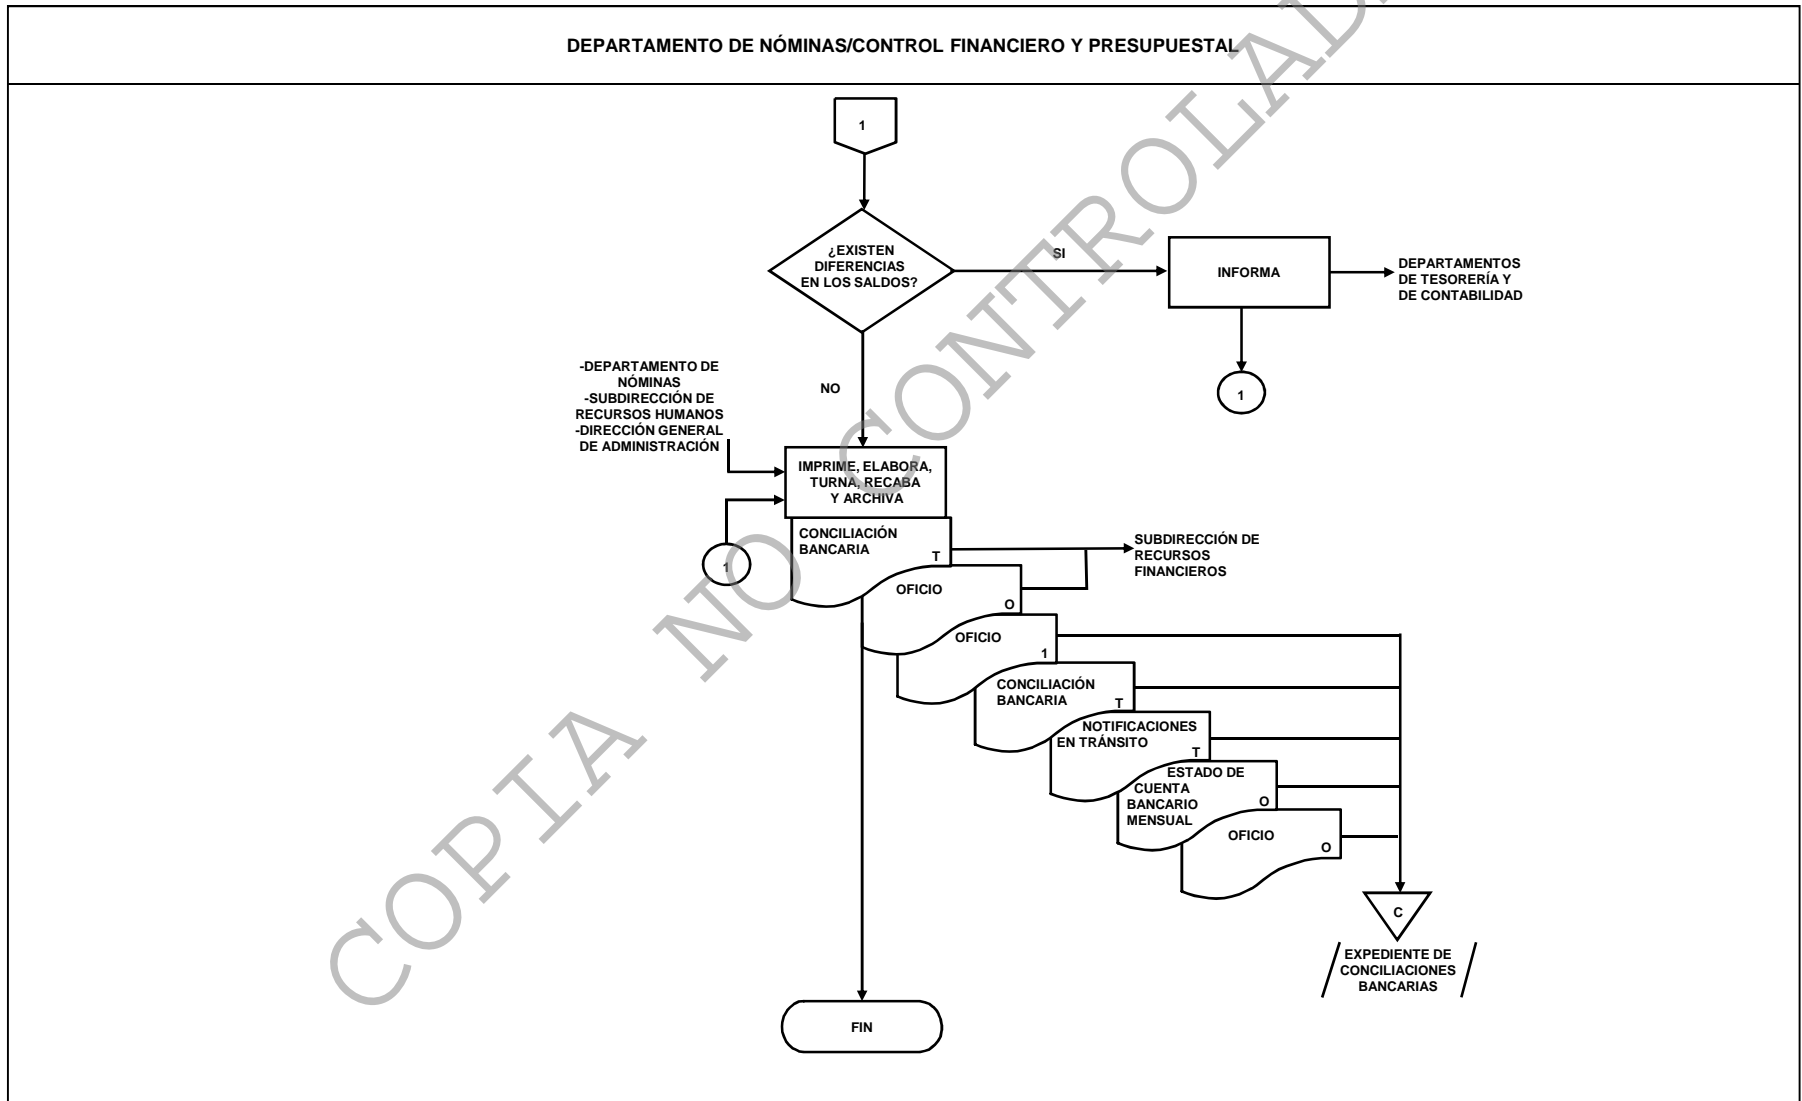 DEPARTAMENTO DE NÓMINAS/CONTROL FINANCIERO Y PRESUPUESTAL
1
¿EXISTEN
DIFERENCIAS
EN LOS SALDOS?
SI
INFORMA
DEPARTAMENTOS
DE TESORERÍA Y
DE CONTABILIDAD
1
NO
-DEPARTAMENTO DE
NÓMINAS
-SUBDIRECCIÓN DE
RECURSOS HUMANOS
-DIRECCIÓN GENERAL
DE ADMINISTRACIÓN
IMPRIME, ELABORA,
TURNA, RECABA
Y ARCHIVA
1
CONCILIACIÓN
BANCARIA
T
SUBDIRECCIÓN DE
RECURSOS
FINANCIEROS
OFICIO
O
OFICIO
1
CONCILIACIÓN
BANCARIA
T
NOTIFICACIONES
EN TRÁNSITO
T
ESTADO DE
CUENTA
BANCARIO
MENSUAL
O
OFICIO
O
C
EXPEDIENTE DE
CONCILIACIONES
BANCARIAS
FIN
COPIA NO CONTROLAD